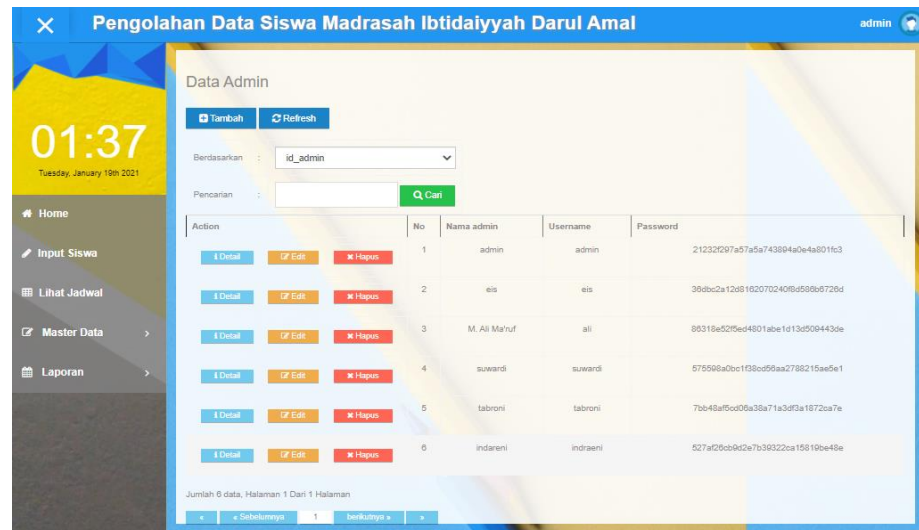 Pengolahan Data Siswa Madrasah Ibtidaiyyah Darul Amal
admin
01:37
Tuesday, January 19th 2021
Home
Input Siswa
Lihat Jadwal
Master Data
Laporan
Data Admin
Tambah Refresh
Berdasarkan : id_admin
Pencarian : Cari
Action No Nama admin Username Password
Detail Edit Hapus 1 admin admin 21232f297a57a5a743894a0e4a801fc3
Detail Edit Hapus 2 eis eis
Detail Edit Hapus 3 M. Ali Ma'ruf ali 86318e52f5ed4801abe1d13d509443de
Detail Edit Hapus 4 suwardi suwardi
Detail Edit Hapus 5 tabroni tabroni
Detail Edit Hapus 6 indareni indraeni
Jumlah 6 data, Halaman 1 Dari 1 Halaman
« « Sebelumnya 1 berikutnya » »